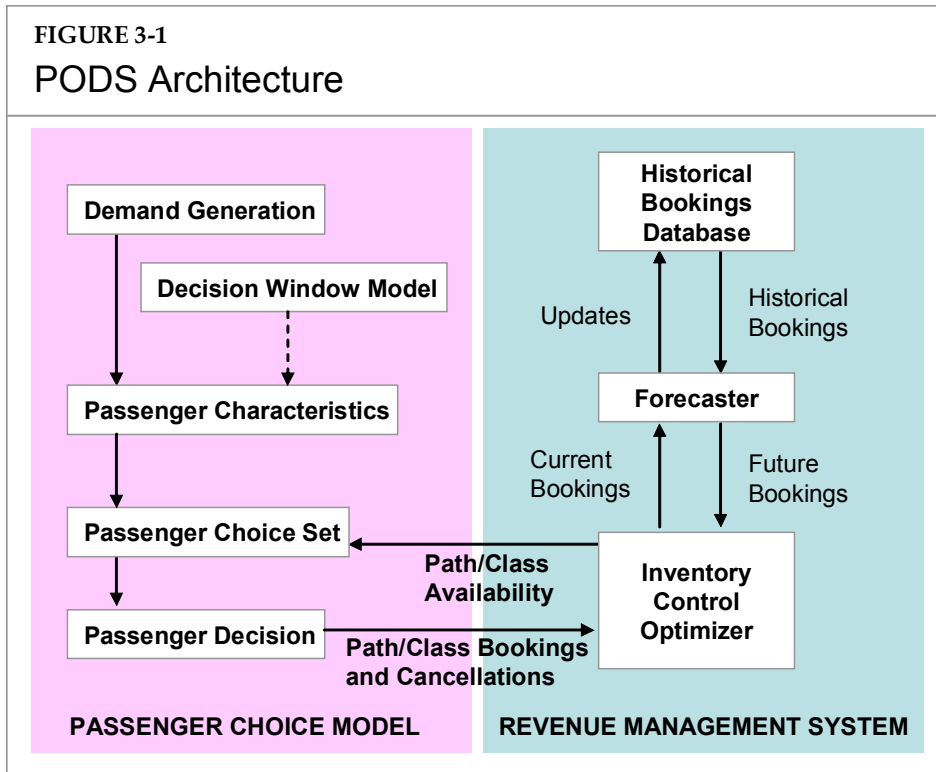 FIGURE 3-1
PODS Architecture
Demand Generation
Decision Window Model
Passenger Characteristics
Passenger Choice Set
Passenger Decision
PASSENGER CHOICE MODEL
Path/Class
Availability
Path/Class Bookings
and Cancellations
Historical
Bookings
Database
Updates
Historical
Bookings
Forecaster
Current
Bookings
Future
Bookings
Inventory
Control
Optimizer
REVENUE MANAGEMENT SYSTEM